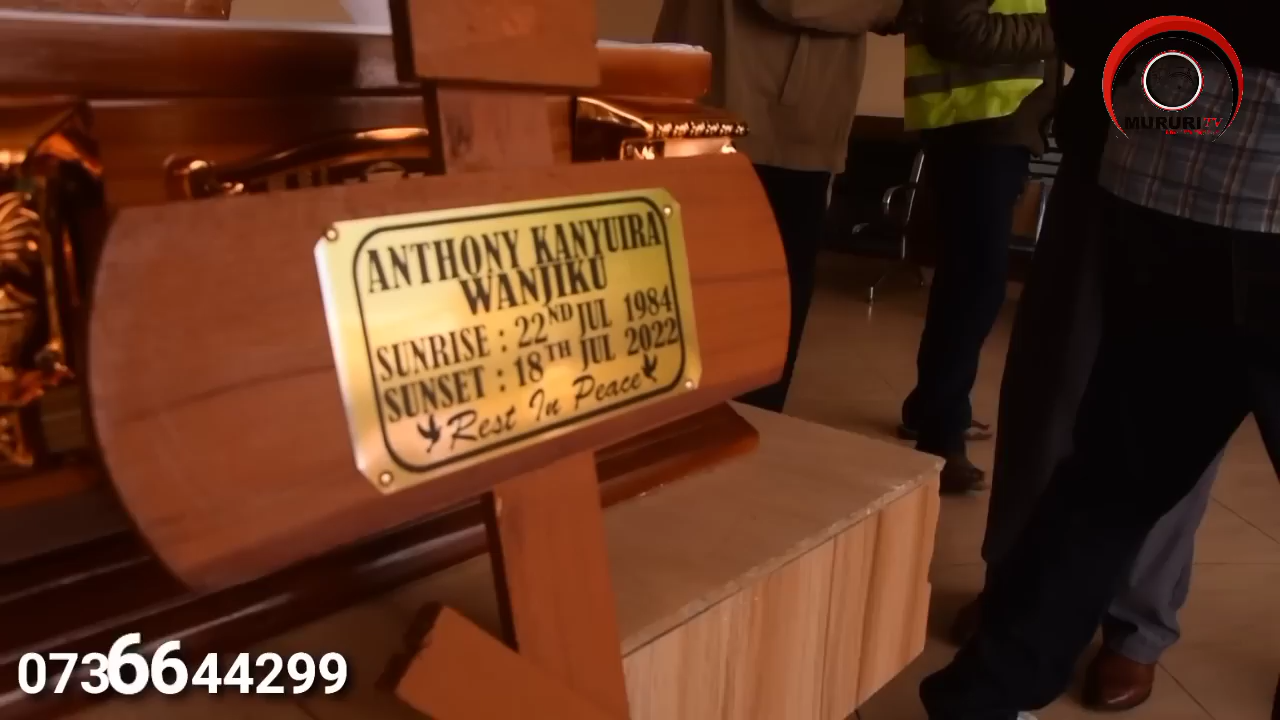 MURURI TV
ANTHONY KANYUIRA
WANJIKU
SUNRISE : 22ND JUL 1984
SUNSET : 18TH JUL 2022
Rest In Peace
0736644299